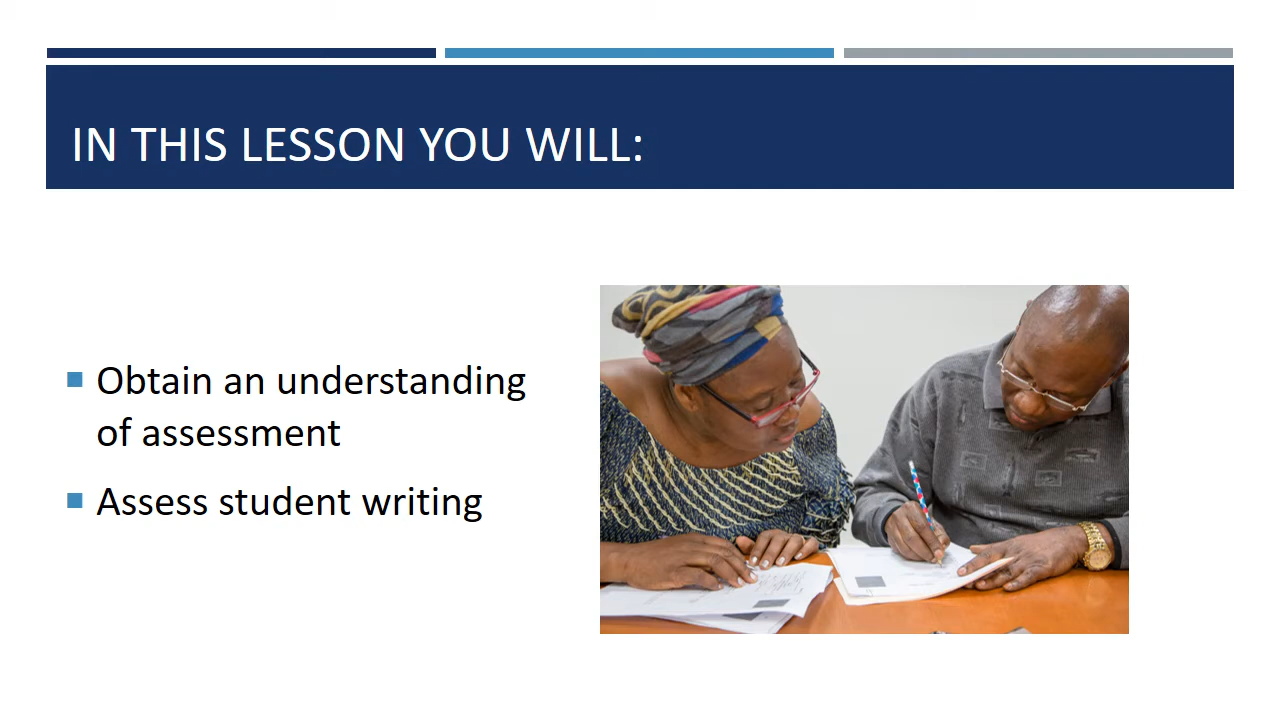 IN THIS LESSON YOU WILL:
Obtain an understanding
of assessment
Assess student writing